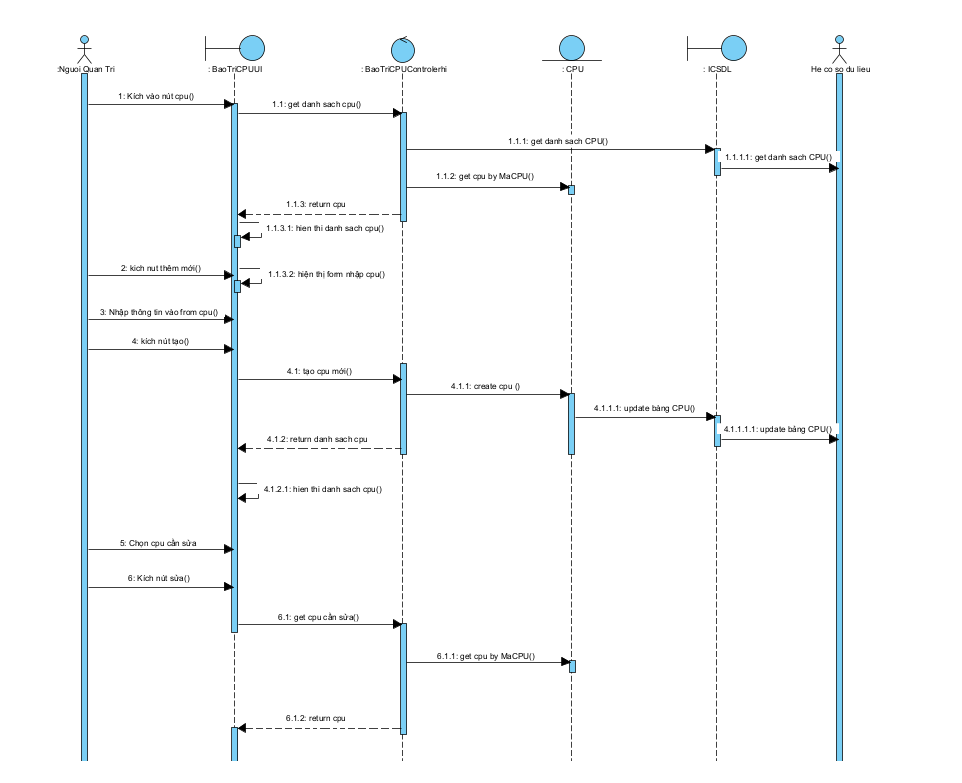 :Nguoi Quan Tri
: BaoTriCPUUI
: BaoTriCPUControlerhi
: CPU
: ICSDL
He co so du lieu
1: Kích vào nút cpu()
1.1: get danh sach cpu()
1.1.1: get danh sach CPU()
1.1.1.1: get danh sach CPU()
1.1.2: get cpu by MaCPU()
1.1.3: return cpu
1.1.3.1: hien thi danh sach cpu()
2: kich nut thêm mới()
1.1.3.2: hiện thị form nhập cpu()
3: Nhập thông tin vào from cpu()
4: kích nút tạo()
4.1: tạo cpu mới()
4.1.1: create cpu ()
4.1.1.1: update bảng CPU()
4.1.1.1.1: update bảng CPU()
4.1.2: return danh sach cpu
4.1.2.1: hien thi danh sach cpu()
5: Chọn cpu cần sửa
6: Kích nút sửa()
6.1: get cpu cần sửa()
6.1.1: get cpu by MaCPU()
6.1.2: return cpu